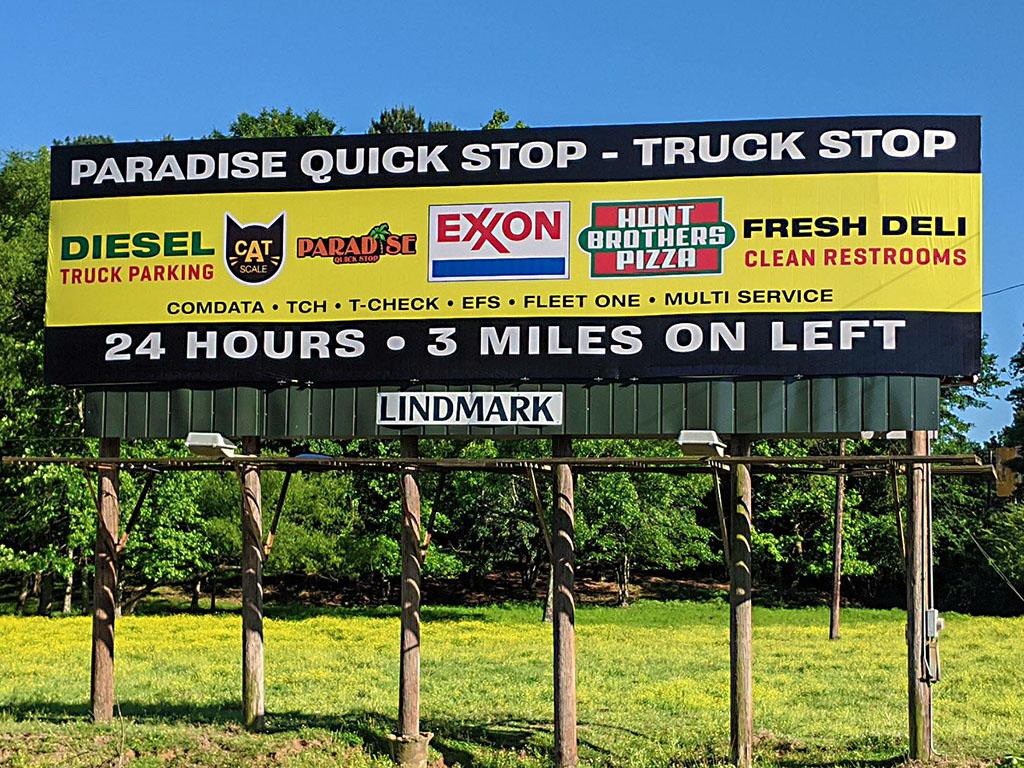 PARADISE QUICK STOP - TRUCK STOP
DIESEL
TRUCK PARKING
CAT
SCALE
PARADISE
QUICK STOP
EXXON
HUNT
BROTHERS
PIZZA
FRESH DELI
CLEAN RESTROOMS
COMDATA • TCH • T-CHECK • EFS • FLEET ONE • MULTI SERVICE
24 HOURS • 3 MILES ON LEFT
LINDMARK